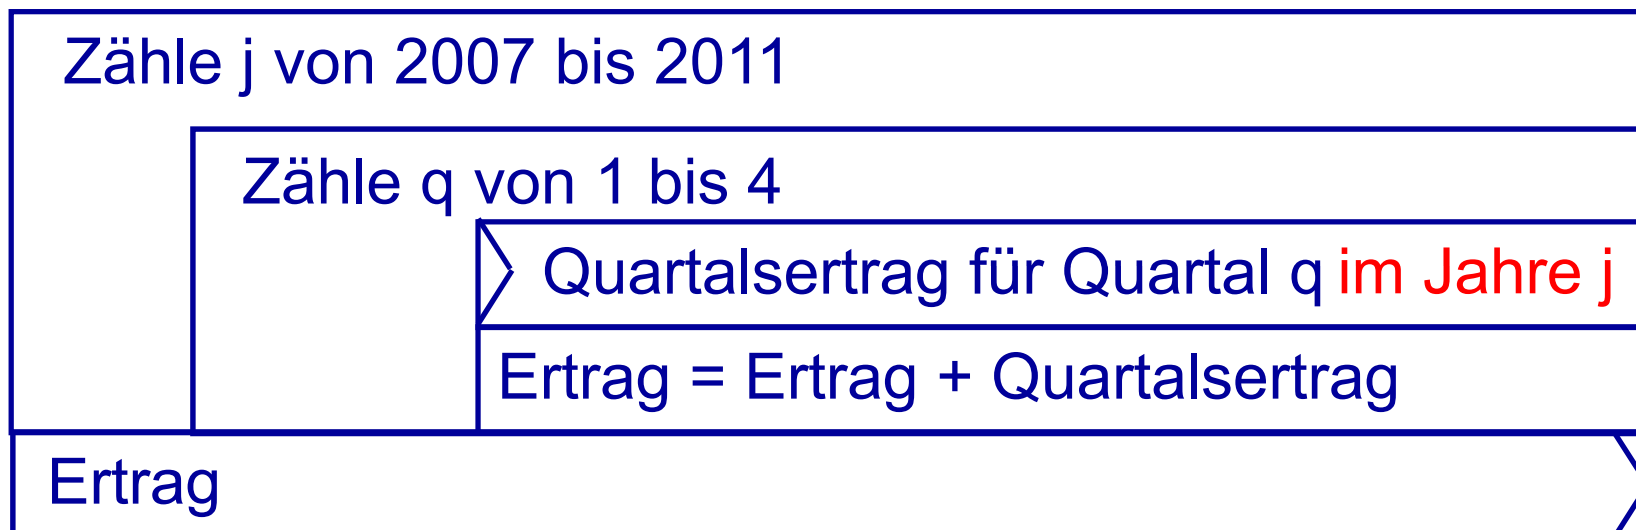 Zähle j von 2007 bis 2011
Zähle q von 1 bis 4
Quartalsertrag für Quartal q im Jahre j
Ertrag = Ertrag + Quartalsertrag
Ertrag